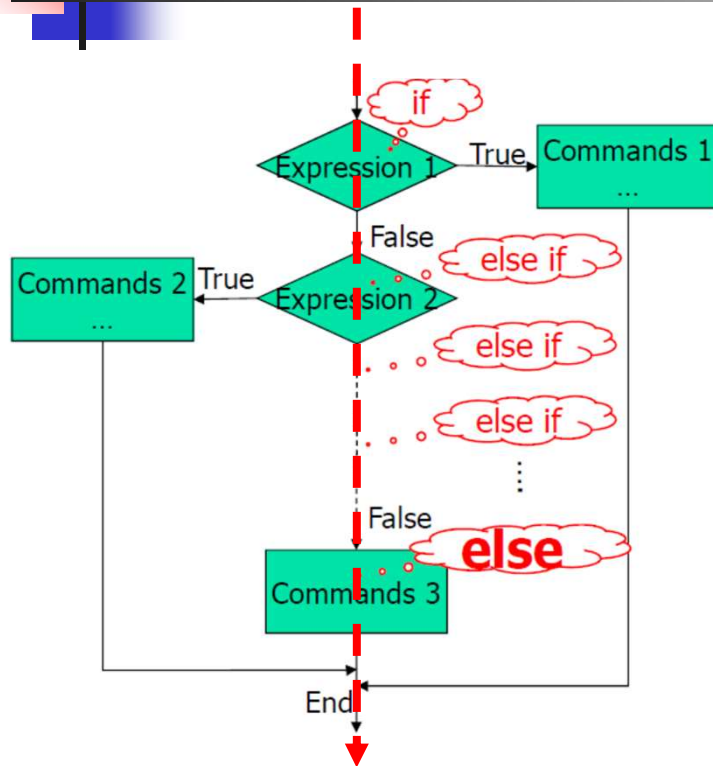 if
Expression 1
True
Commands 1
...
False
else if
Commands 2
...
True
Expression 2
else if
else if
False
else
Commands 3
End